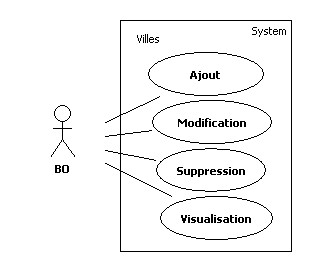 System
Villes
Ajout
Modification
BO
Suppression
Visualisation